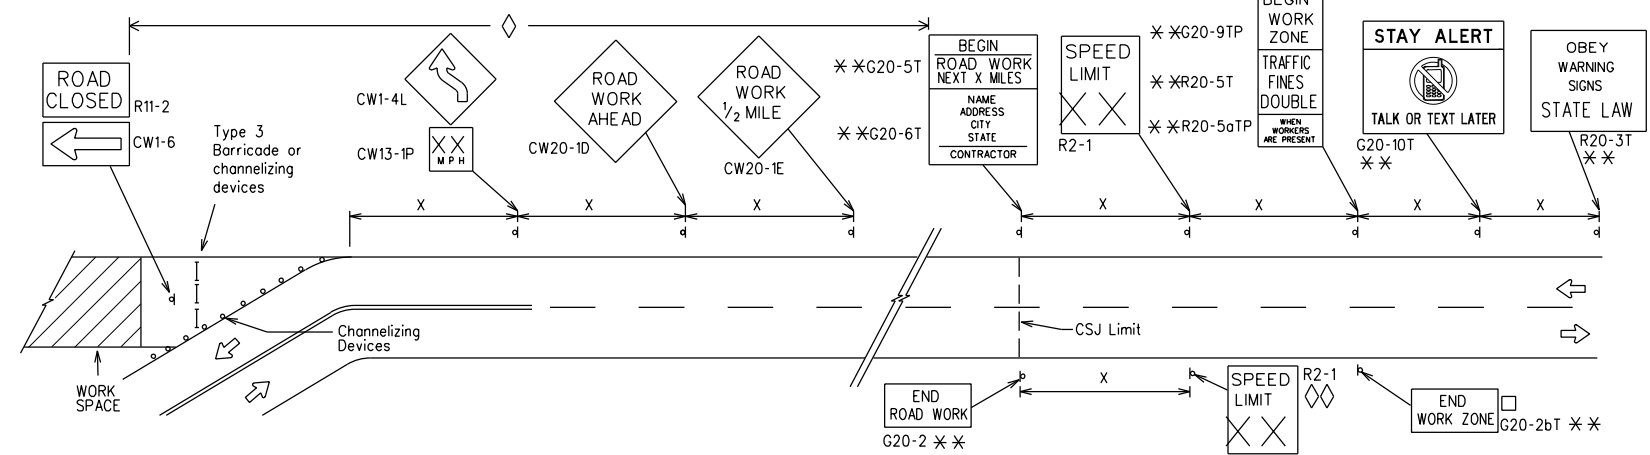 ROAD
CLOSED
R11-2
CW1-6
Type 3
Barricade or
channelizing
devices
CW1-4L
XX
MPH
CW13-1P
ROAD
WORK
AHEAD
CW20-1D
ROAD
WORK
1/2 MILE
CW20-1E
**G20-5T
**G20-6T
BEGIN
ROAD WORK
NEXT X MILES
NAME
ADDRESS
CITY
STATE
CONTRACTOR
SPEED
LIMIT
XX
R2-1
**G20-9TP
**R20-5T
**R20-5aTP
BEGIN
WORK
ZONE
TRAFFIC
FINES
DOUBLE
WHEN
WORKERS
ARE PRESENT
STAY ALERT
TALK OR TEXT LATER
G20-10T
**
OBEY
WARNING
SIGNS
STATE LAW
R20-3T
**
X
X
X
X
X
X
X
Channelizing
Devices
WORK
SPACE
CSJ Limit
END
ROAD WORK
G20-2 **
X
SPEED
LIMIT
XX
R2-1
END
WORK ZONE
G20-2bT **